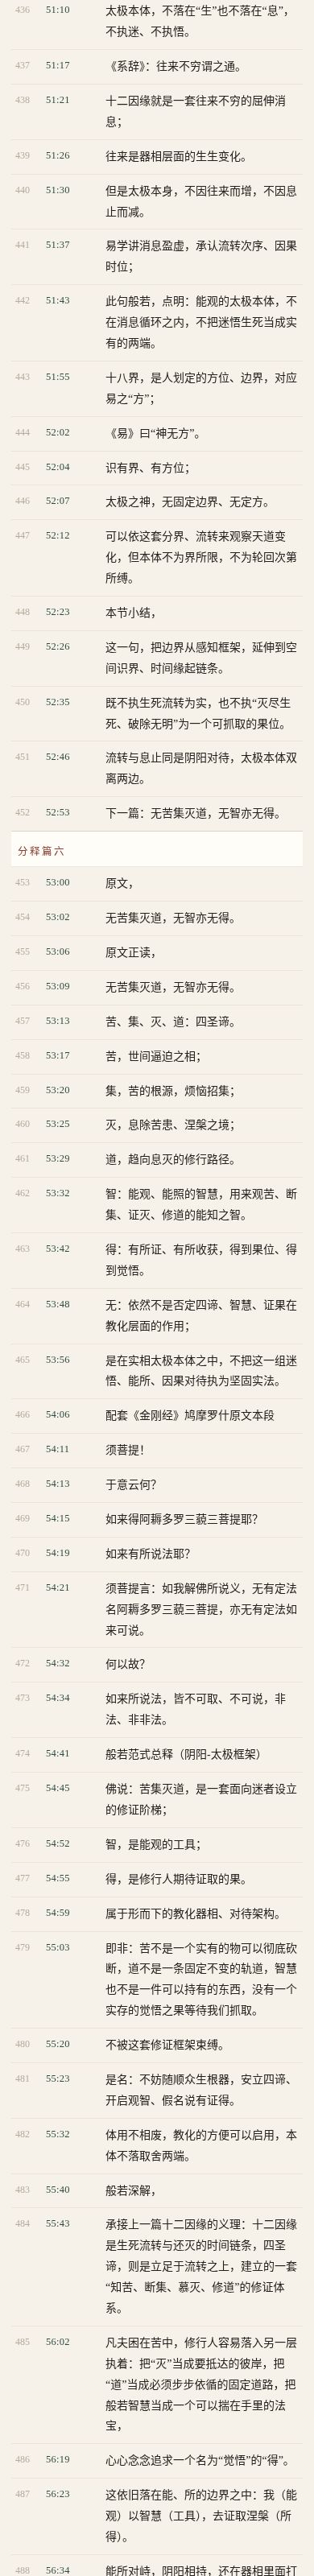 436 51:10 太极本体，不落在“生”也不落在“息”，
不执迷、不执悟。
437 51:17 《系辞》：往来不穷谓之通。
438 51:21 十二因缘就是一套往来不穷的屈伸消
息；
439 51:26 往来是器相层面的生生变化。
440 51:30 但是太极本身，不因往来而增，不因息
止而减。
441 51:37 易学讲消息盈虚，承认流转次序、因果
时位；
442 51:43 此句般若，点明：能观的太极本体，不
在消息循环之内，不把迷悟生死当成实
有的两端。
443 51:55 十八界，是人划定的方位、边界，对应
易之“方”；
444 52:02 《易》曰“神无方”。
445 52:04 识有界、有方位；
446 52:07 太极之神，无固定边界、无定方。
447 52:12 可以依这套分界、流转来观察天道变
化，但本体不为界所限，不为轮回次第
所缚。
448 52:23 本节小结，
449 52:26 这一句，把边界从感知框架，延伸到空
间识界、时间缘起链条。
450 52:35 既不执生死流转为实，也不执“灭尽生
死、破除无明”为一个可抓取的果位。
451 52:46 流转与息止同是阴阳对待，太极本体双
离两边。
452 52:53 下一篇：无苦集灭道，无智亦无得。
分释篇六
453 53:00 原文，
454 53:02 无苦集灭道，无智亦无得。
455 53:06 原文正读，
456 53:09 无苦集灭道，无智亦无得。
457 53:13 苦、集、灭、道：四圣谛。
458 53:17 苦，世间逼迫之相；
459 53:20 集，苦的根源，烦恼招集；
460 53:25 灭，息除苦患、涅槃之境；
461 53:29 道，趋向息灭的修行路径。
462 53:32 智：能观、能照的智慧，用来观苦、断
集、证灭、修道的能知之智。
463 53:42 得：有所证、有所收获，得到果位、得
到觉悟。
464 53:48 无：依然不是否定四谛、智慧、证果在
教化层面的作用；
465 53:56 是在实相太极本体之中，不把这一组迷
悟、能所、因果对待执为坚固实法。
466 54:06 配套《金刚经》鸠摩罗什原文本段
467 54:11 须菩提！
468 54:13 于意云何？
469 54:15 如来得阿耨多罗三藐三菩提耶？
470 54:19 如来有所说法耶？
471 54:21 须菩提言：如我解佛所说义，无有定法
名阿耨多罗三藐三菩提，亦无有定法如
来可说。
472 54:32 何以故？
473 54:34 如来所说法，皆不可取、不可说，非
法、非非法。
474 54:41 般若范式总释（阴阳-太极框架）
475 54:45 佛说：苦集灭道，是一套面向迷者设立
的修证阶梯；
476 54:52 智，是能观的工具；
477 54:55 得，是修行人期待证取的果。
478 54:59 属于形而下的教化器相、对待架构。
479 55:03 即非：苦不是一个实有的物可以彻底砍
断，道不是一条固定不变的轨道，智慧
也不是一件可以持有的东西，没有一个
实存的觉悟之果等待我们抓取。
480 55:20 不被这套修证框架束缚。
481 55:23 是名：不妨随顺众生根器，安立四谛、
开启观智、假名说有证得。
482 55:32 体用不相废，教化的方便可以启用，本
体不落取舍两端。
483 55:40 般若深解，
484 55:43 承接上一篇十二因缘的义理：十二因缘
是生死流转与还灭的时间链条，四圣
谛，则是立足于流转之上，建立的一套
“知苦、断集、慕灭、修道”的修证体
系。
485 56:02 凡夫困在苦中，修行人容易落入另一层
执着：把“灭”当成要抵达的彼岸，把
“道”当成必须步步依循的固定道路，把
般若智慧当成一个可以揣在手里的法
宝，
486 56:19 心心念念追求一个名为“觉悟”的“得”。
487 56:23 这依旧落在能、所的边界之中：我（能
观）以智慧（工具），去证取涅槃（所
得）。
488 56:34 能所对峙，阴阳相持，还在器相里面打